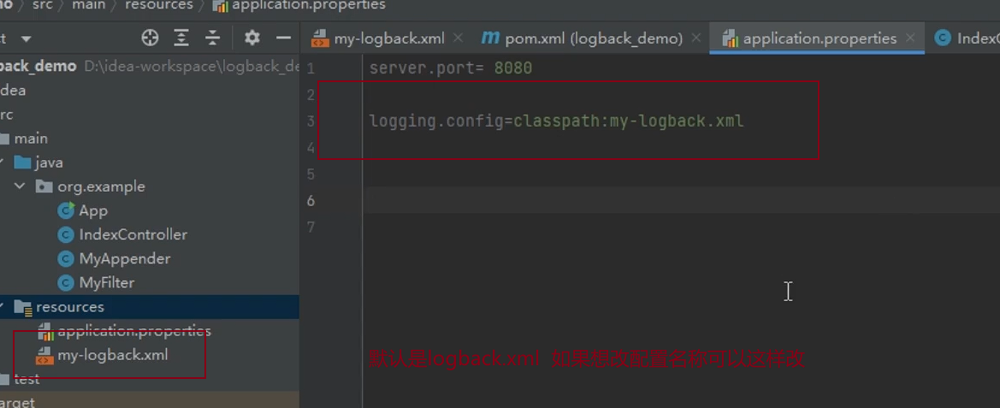 src main resources application.properties
my-logback.xml pom.xml (logback_demo) application.properties
back_demo D:\idea-workspace\logback_de
dea
rc
main
java
org.example
App
IndexController
MyAppender
MyFilter
resources
application.properties
my-logback.xml
test
arget
1 server.port= 8080
2
3 logging.config=classpath:my-logback.xml
4
5
6
7
默认是logback.xml 如果想改配置名称可以这样改